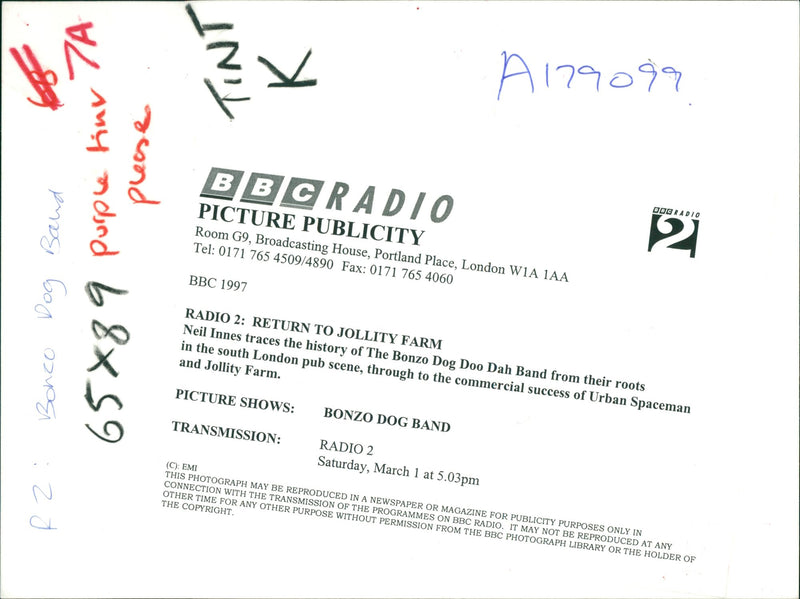 A179099
TINT
K
7A
purple tint
please
65X89
R2: Bonzo Dog Band
BBC RADIO
PICTURE PUBLICITY
Room G9, Broadcasting House, Portland Place, London W1A 1AA
Tel: 0171 765 4509/4890 Fax: 0171 765 4060
BBC RADIO
2
BBC 1997
RADIO 2: RETURN TO JOLLITY FARM
Neil Innes traces the history of The Bonzo Dog Doo Dah Band from their roots
in the south London pub scene, through to the commercial success of Urban Spaceman
and Jollity Farm.
PICTURE SHOWS: BONZO DOG BAND
TRANSMISSION: RADIO 2
Saturday, March 1 at 5.03pm
(C): EMI
THIS PHOTOGRAPH MAY BE REPRODUCED IN A NEWSPAPER OR MAGAZINE FOR PUBLICITY PURPOSES ONLY IN
CONNECTION WITH THE TRANSMISSION OF THE PROGRAMMES ON BBC RADIO. IT MAY NOT BE REPRODUCED AT ANY
OTHER TIME FOR ANY OTHER PURPOSE WITHOUT PERMISSION FROM THE BBC PHOTOGRAPH LIBRARY OR THE HOLDER OF
THE COPYRIGHT.